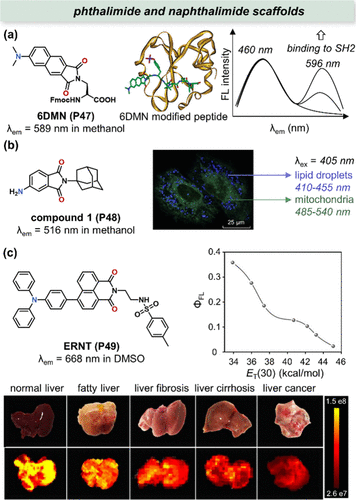 phthalimide and naphthalimide scaffolds
(a)
N
O
N
O
FmocHN
COOH
6DMN (P47)
λem = 589 nm in methanol
6DMN modified peptide
FL intensity
460 nm
binding to SH2
596 nm
λem (nm)
(b)
O
N
O
H2N
compound 1 (P48)
λem = 516 nm in methanol
25 μm
λex = 405 nm
lipid droplets
410-455 nm
mitochondria
485-540 nm
(c)
N
O
N
O
HN
O
S
O
ERNT (P49)
λem = 668 nm in DMSO
ΦFL
0.4
0.3
0.2
0.1
0
34 36 38 40 42 44 46
ET(30) (kcal/mol)
normal liver fatty liver liver fibrosis liver cirrhosis liver cancer
1.5 e8
2.6 e7